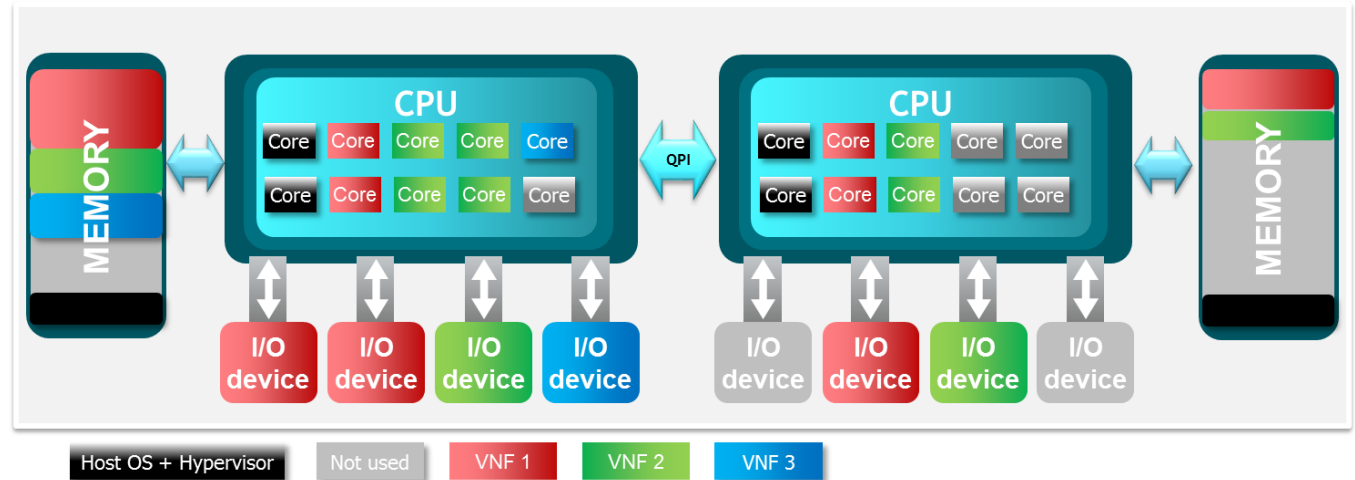 CPU
Core Core Core Core Core
Core Core Core Core Core
MEMORY
QPI
CPU
Core Core Core Core Core
Core Core Core Core Core
MEMORY
I/O device
I/O device
I/O device
I/O device
I/O device
I/O device
I/O device
I/O device
Host OS + Hypervisor
Not used
VNF 1
VNF 2
VNF 3